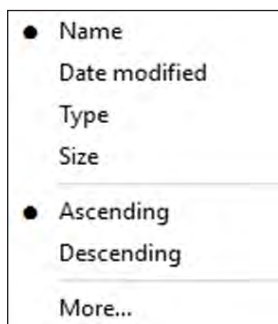 Name
Date modified
Type
Size
Ascending
Descending
More...